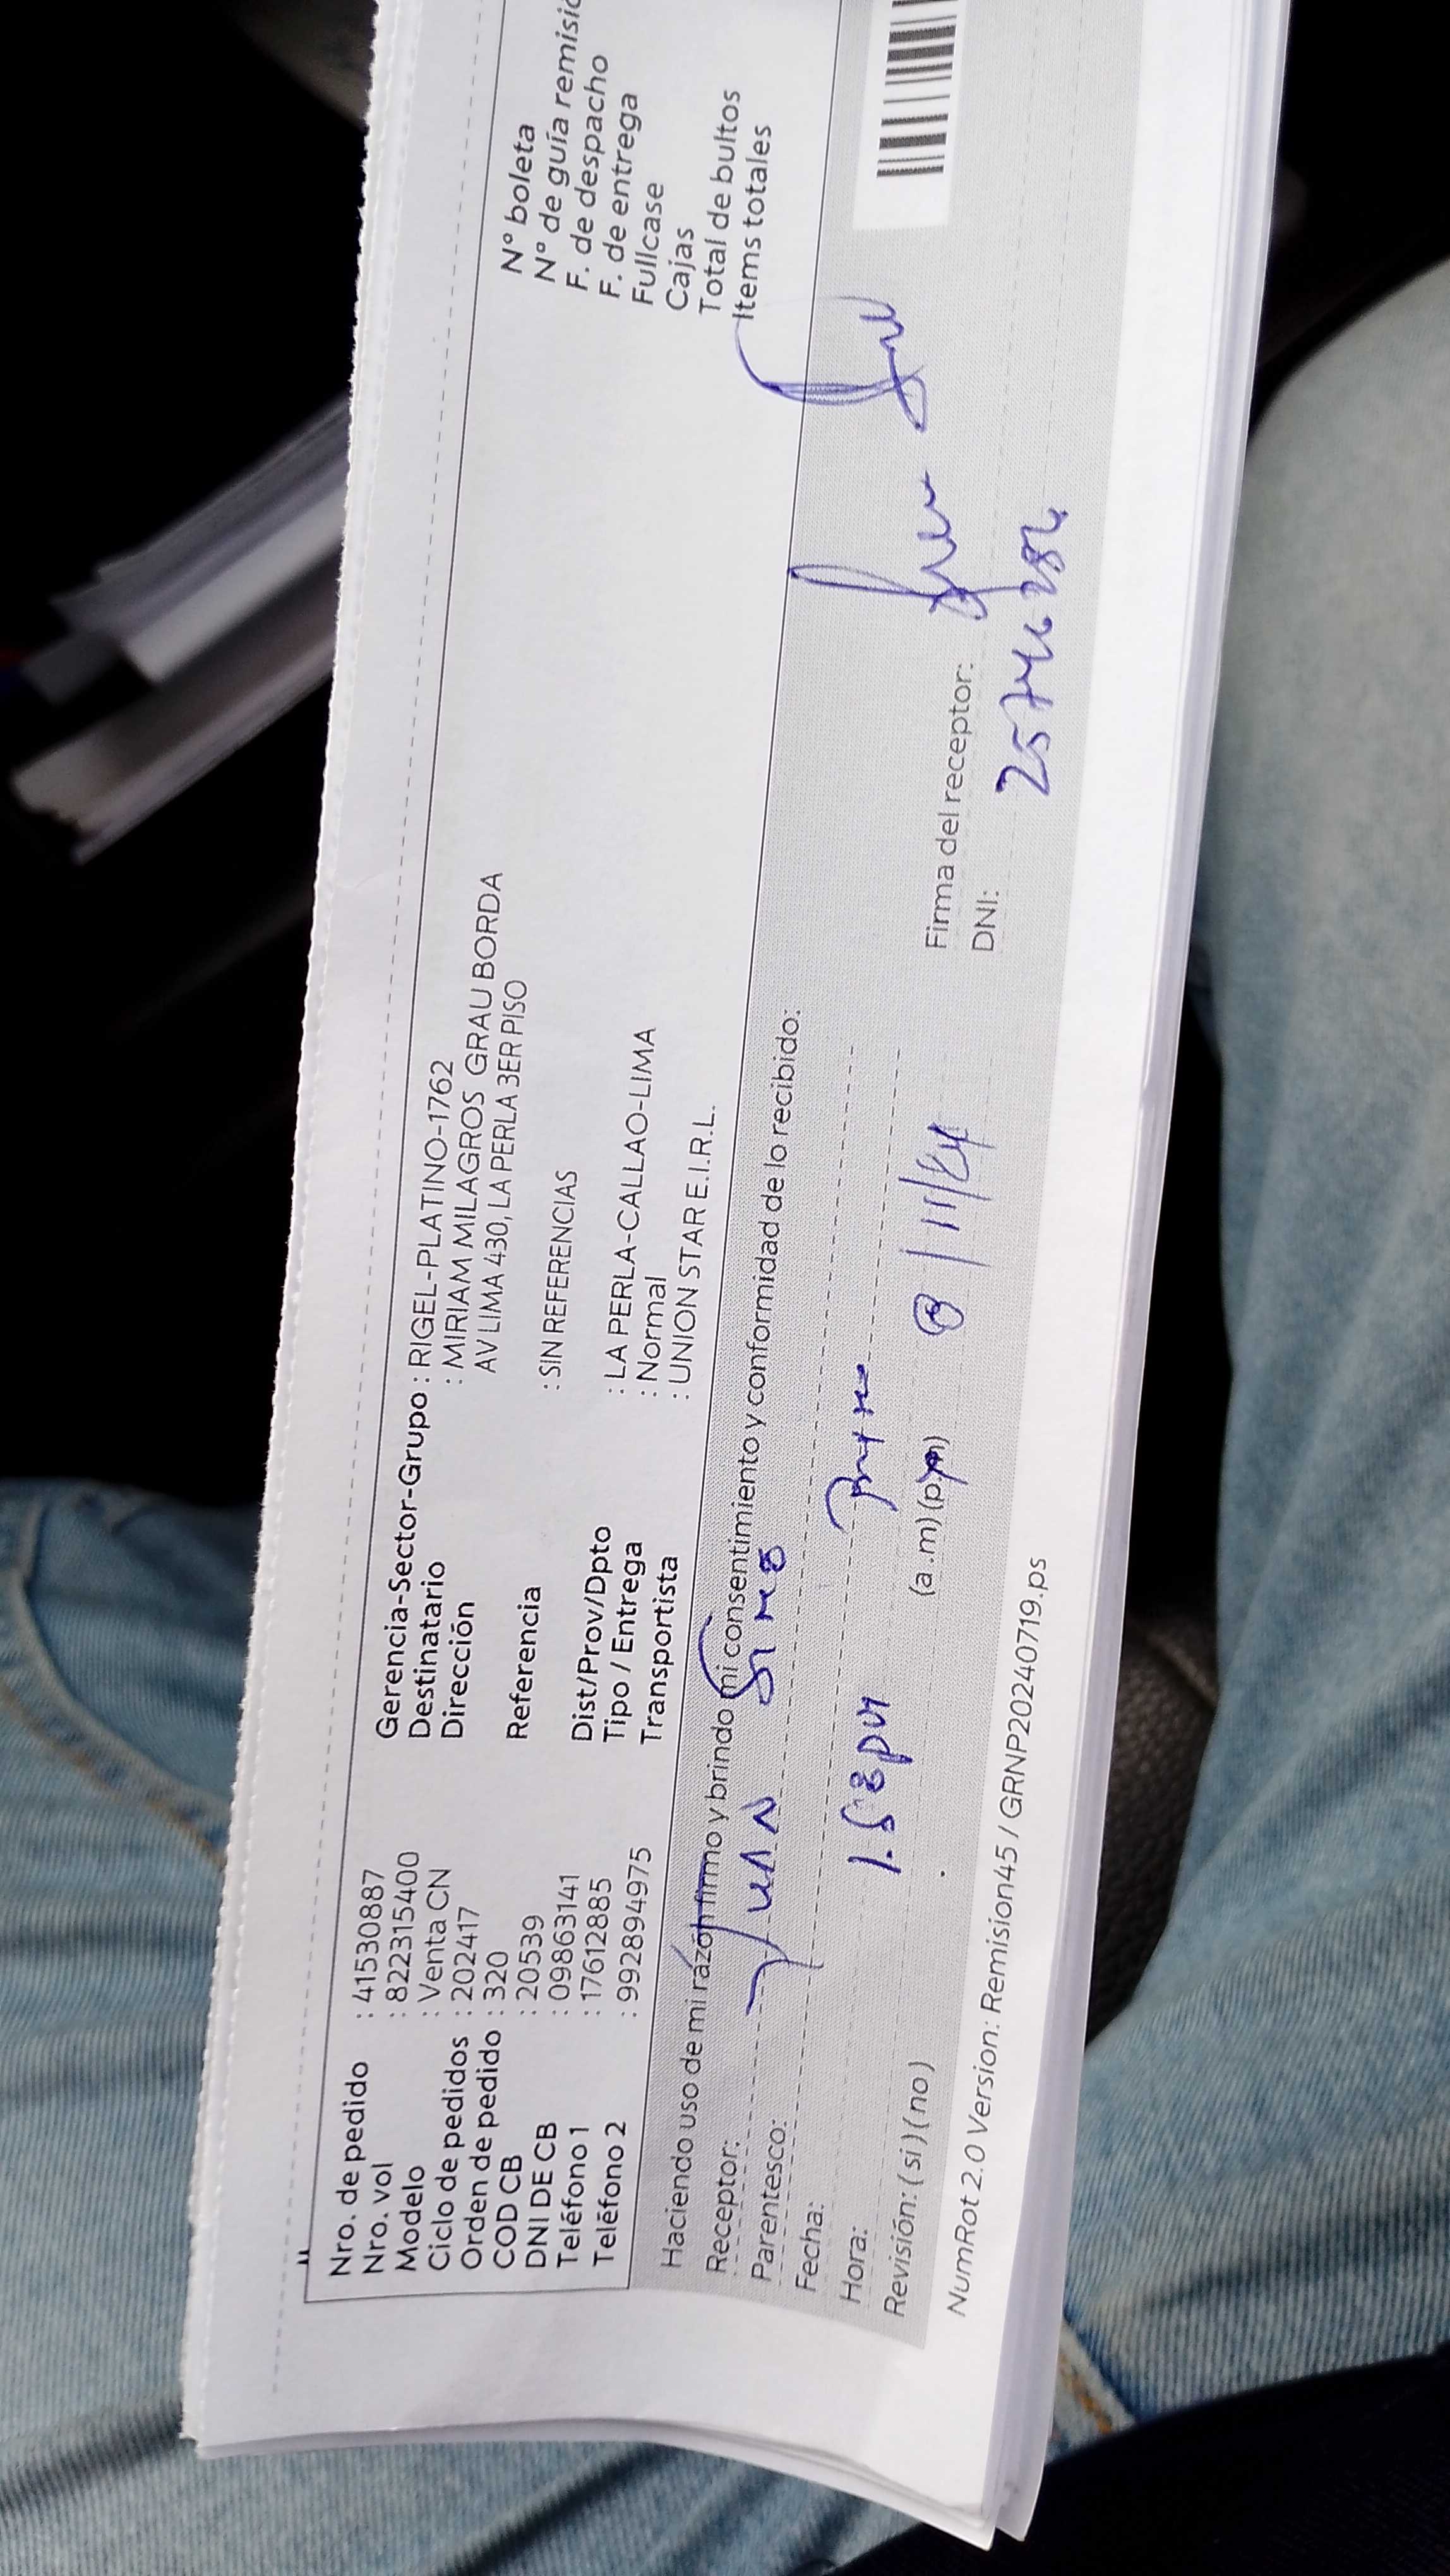 Nro. de pedido : 41530887
Nro. vol : 822315400
Modelo : Venta CN
Ciclo de pedidos : 202417
Orden de pedido : 320
COD CB : 20539
DNI DE CB : 09863141
Teléfono 1 : 17612885
Teléfono 2 : 992894975
Gerencia-Sector-Grupo : RIGEL-PLATINO-1762
Destinatario : MIRIAM MILAGROS GRAU BORDA
Dirección AV LIMA 430, LA PERLA 3ER PISO
Referencia : SIN REFERENCIAS
Dist/Prov/Dpto : LA PERLA-CALLAO-LIMA
Tipo / Entrega : Normal
Transportista : UNION STAR E.I.R.L.
N° boleta
N° de guía remisió
F. de despacho
F. de entrega
Fullcase
Cajas
Total de bultos
Items totales
Haciendo uso de mi razón firmo y brindo mi consentimiento y conformidad de lo recibido:
Receptor:
Parentesco:
Fecha:
Hora: (a.m) (p.m)
Revisión: (si) (no)
Firma del receptor:
DNI:
NumRot 2.0 Version: Remision45 / GRNP20240719.ps